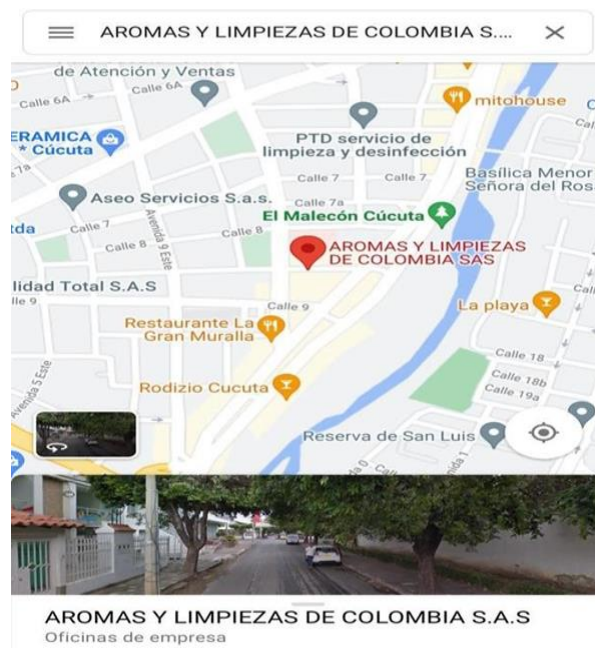 AROMAS Y LIMPIEZAS DE COLOMBIA S....
de Atención y Ventas
Calle 6A
Calle 6A
mitohouse
ERAMICA
* Cúcuta
PTD servicio de
limpieza y desinfección
Calle 7
Calle 7
Basílica Menor
Señora del Ros
Aseo Servicios S.a.s.
Calle 7a
El Malecón Cúcuta
tda
Calle 7
Calle 8
Calle 8
Avenida 9 Este
AROMAS Y LIMPIEZAS
DE COLOMBIA SAS
lidad Total S.A.S
lle 9
Calle 9
La playa
Restaurante La
Gran Muralla
Calle 18
Calle 18b
Calle 19a
Rodizio Cucuta
Avenida 5 Este
Reserva de San Luis
AROMAS Y LIMPIEZAS DE COLOMBIA S.A.S
Oficinas de empresa